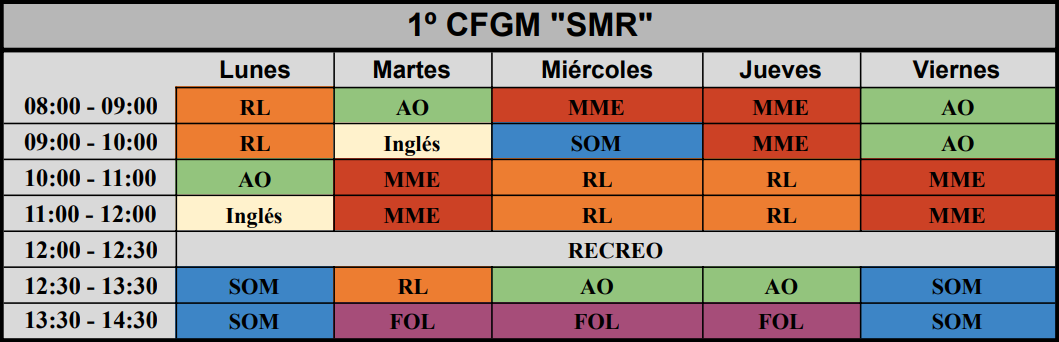 1º CFGM "SMR"
Lunes Martes Miércoles Jueves Viernes
08:00 - 09:00 RL AO MME MME AO
09:00 - 10:00 RL Inglés SOM MME AO
10:00 - 11:00 AO MME RL RL MME
11:00 - 12:00 Inglés MME RL RL MME
12:00 - 12:30 RECREO
12:30 - 13:30 SOM RL AO AO SOM
13:30 - 14:30 SOM FOL FOL FOL SOM